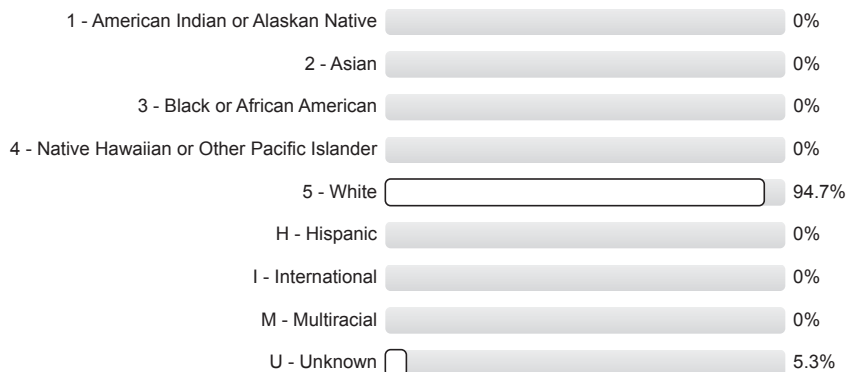 1 - American Indian or Alaskan Native 0%
2 - Asian 0%
3 - Black or African American 0%
4 - Native Hawaiian or Other Pacific Islander 0%
5 - White 94.7%
H - Hispanic 0%
I - International 0%
M - Multiracial 0%
U - Unknown 5.3%